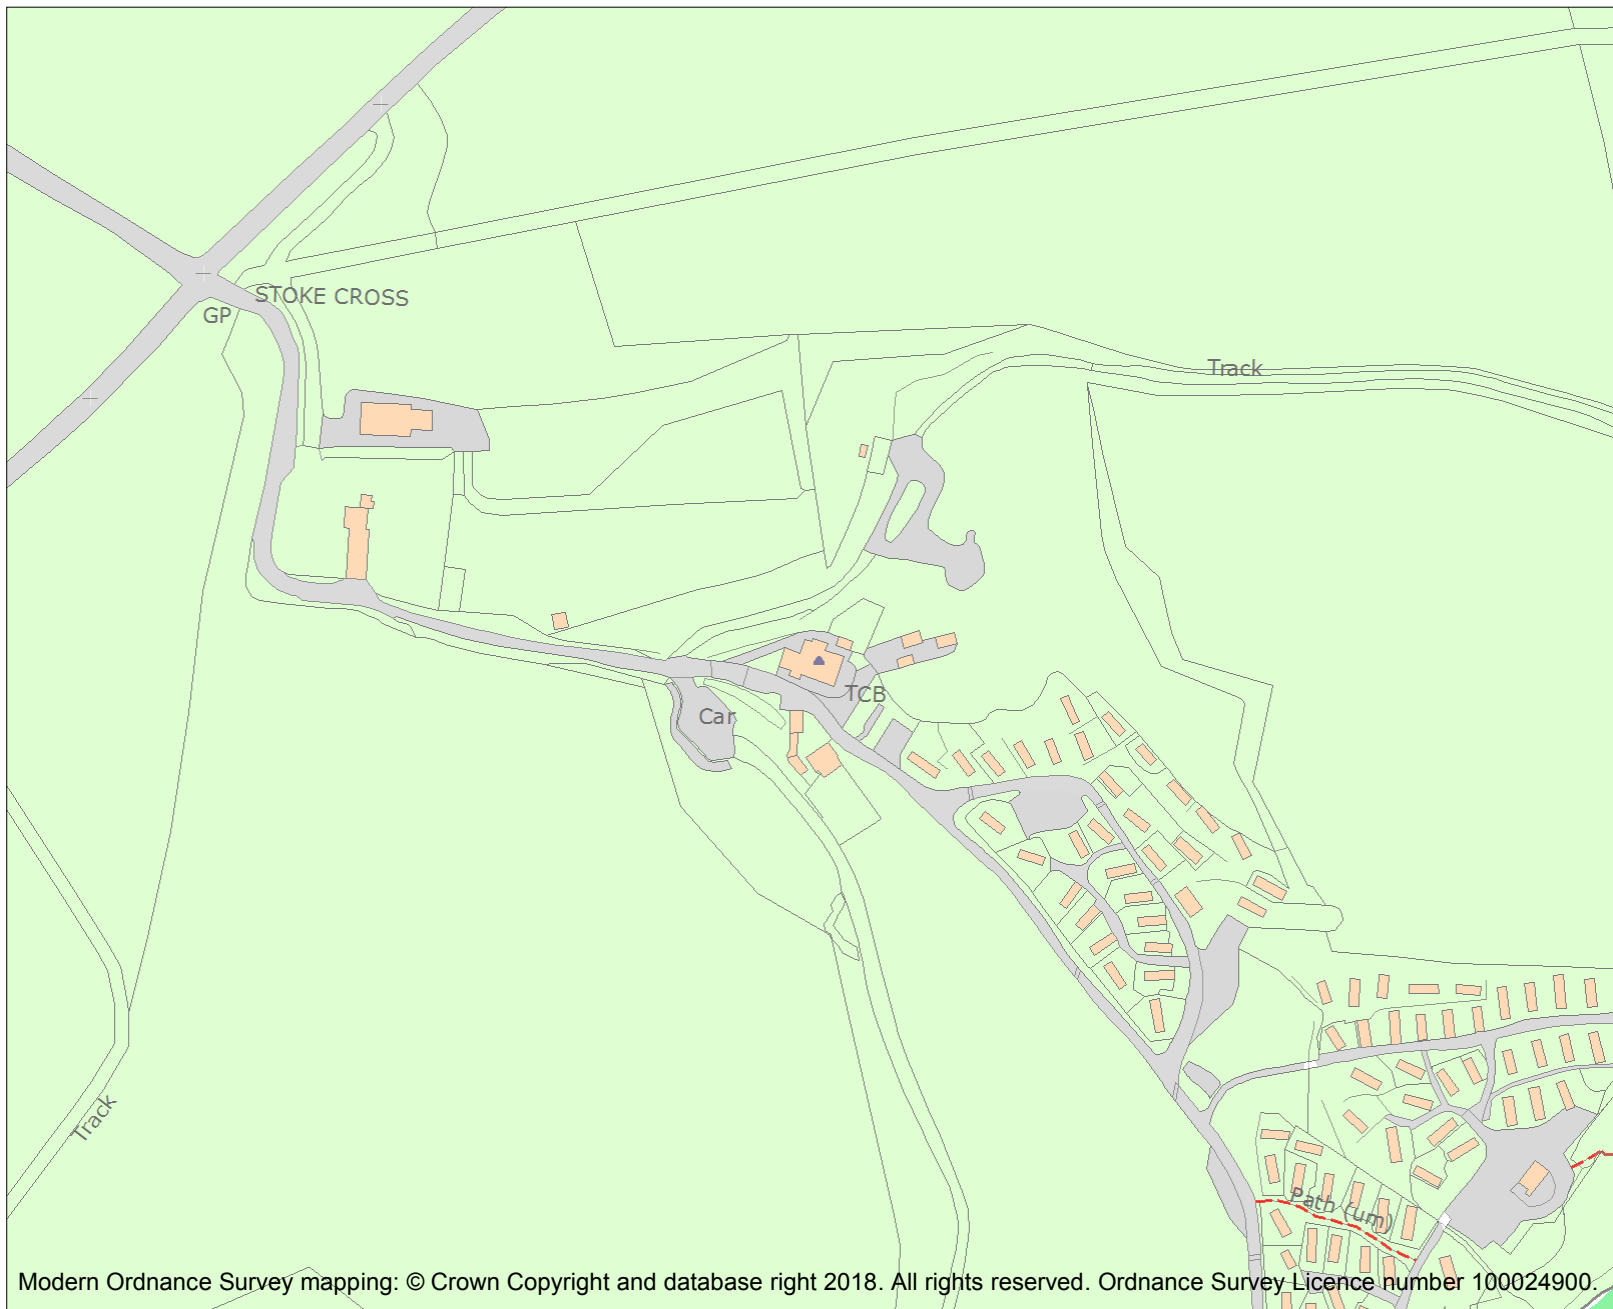 STOKE CROSS
GP
Track
TCB
Car
Track
Path (um)
Modern Ordnance Survey mapping: © Crown Copyright and database right 2018. All rights reserved. Ordnance Survey Licence number 100024900.